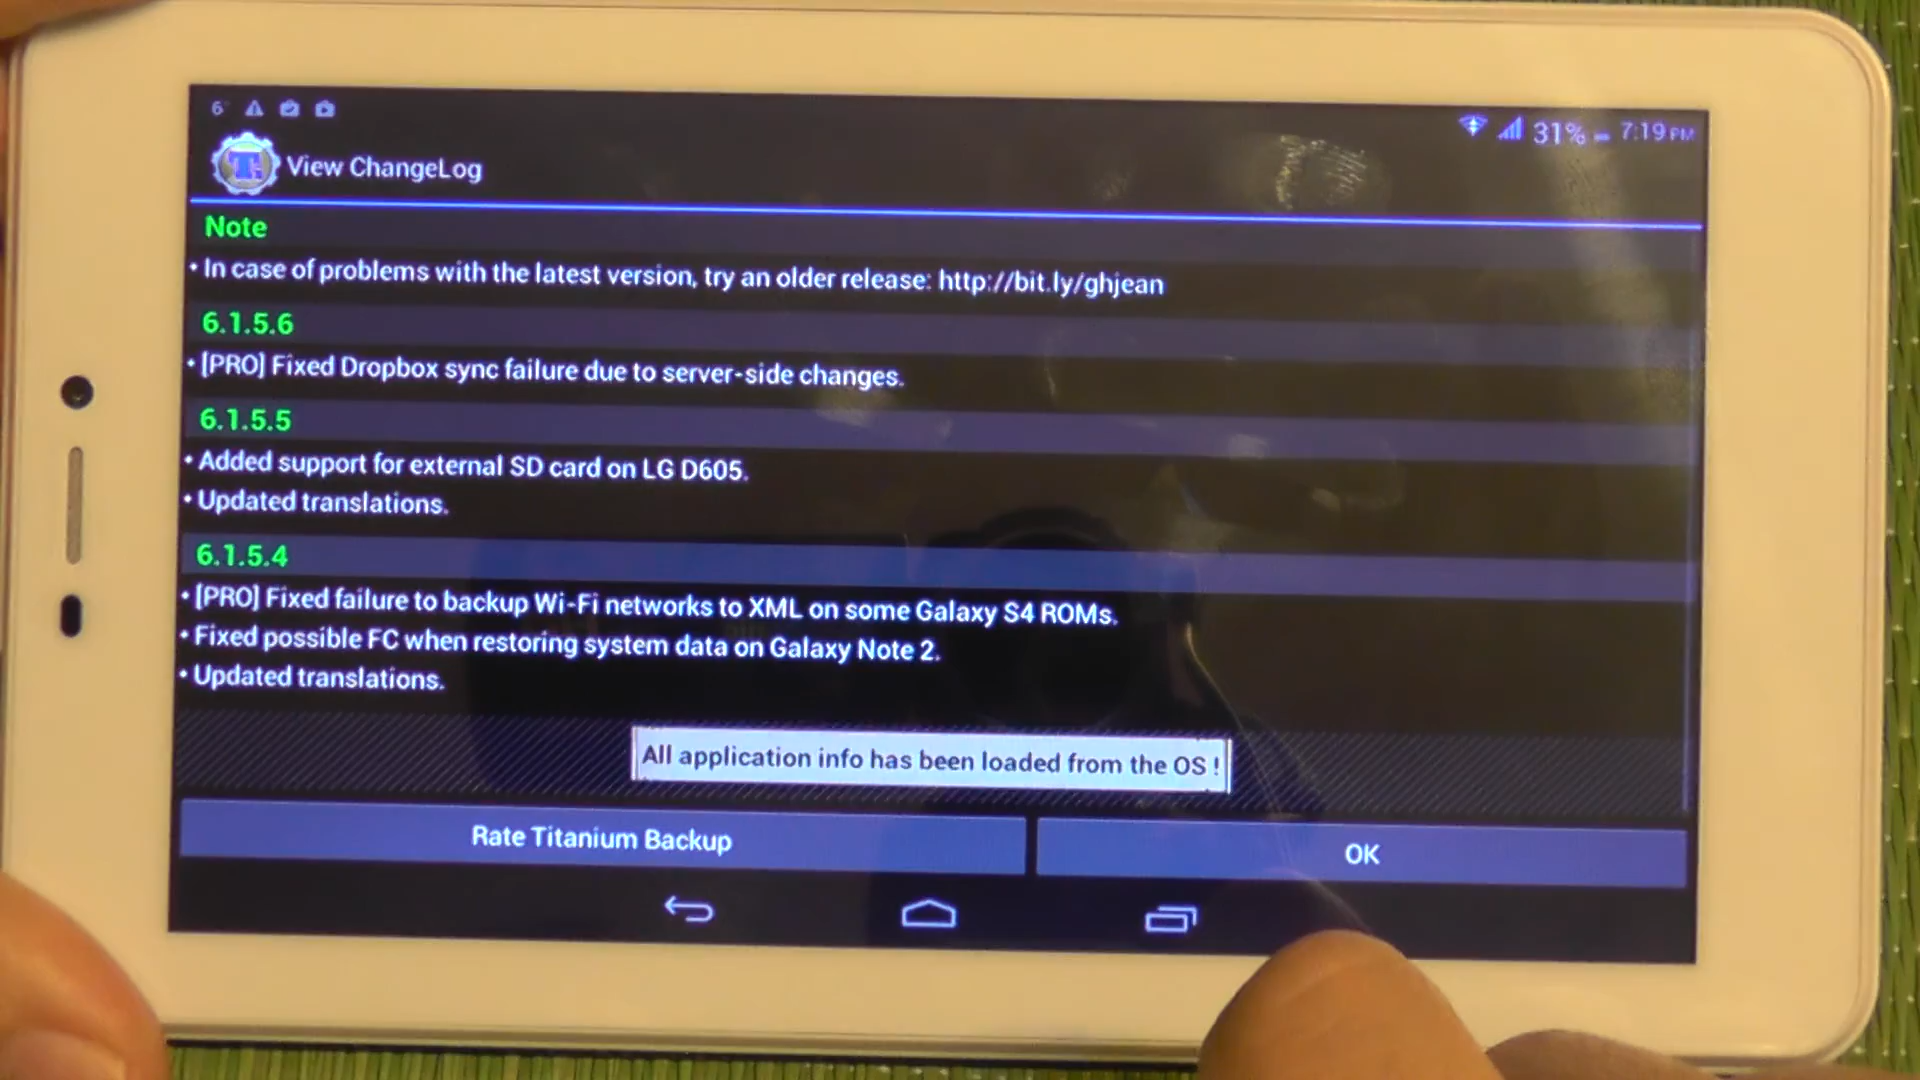 6°
31% 7:19 PM
View ChangeLog
Note
• In case of problems with the latest version, try an older release: http://bit.ly/ghjean
6.1.5.6
• [PRO] Fixed Dropbox sync failure due to server-side changes.
6.1.5.5
• Added support for external SD card on LG D605.
• Updated translations.
6.1.5.4
• [PRO] Fixed failure to backup Wi-Fi networks to XML on some Galaxy S4 ROMs.
• Fixed possible FC when restoring system data on Galaxy Note 2.
• Updated translations.
All application info has been loaded from the OS !
Rate Titanium Backup
OK